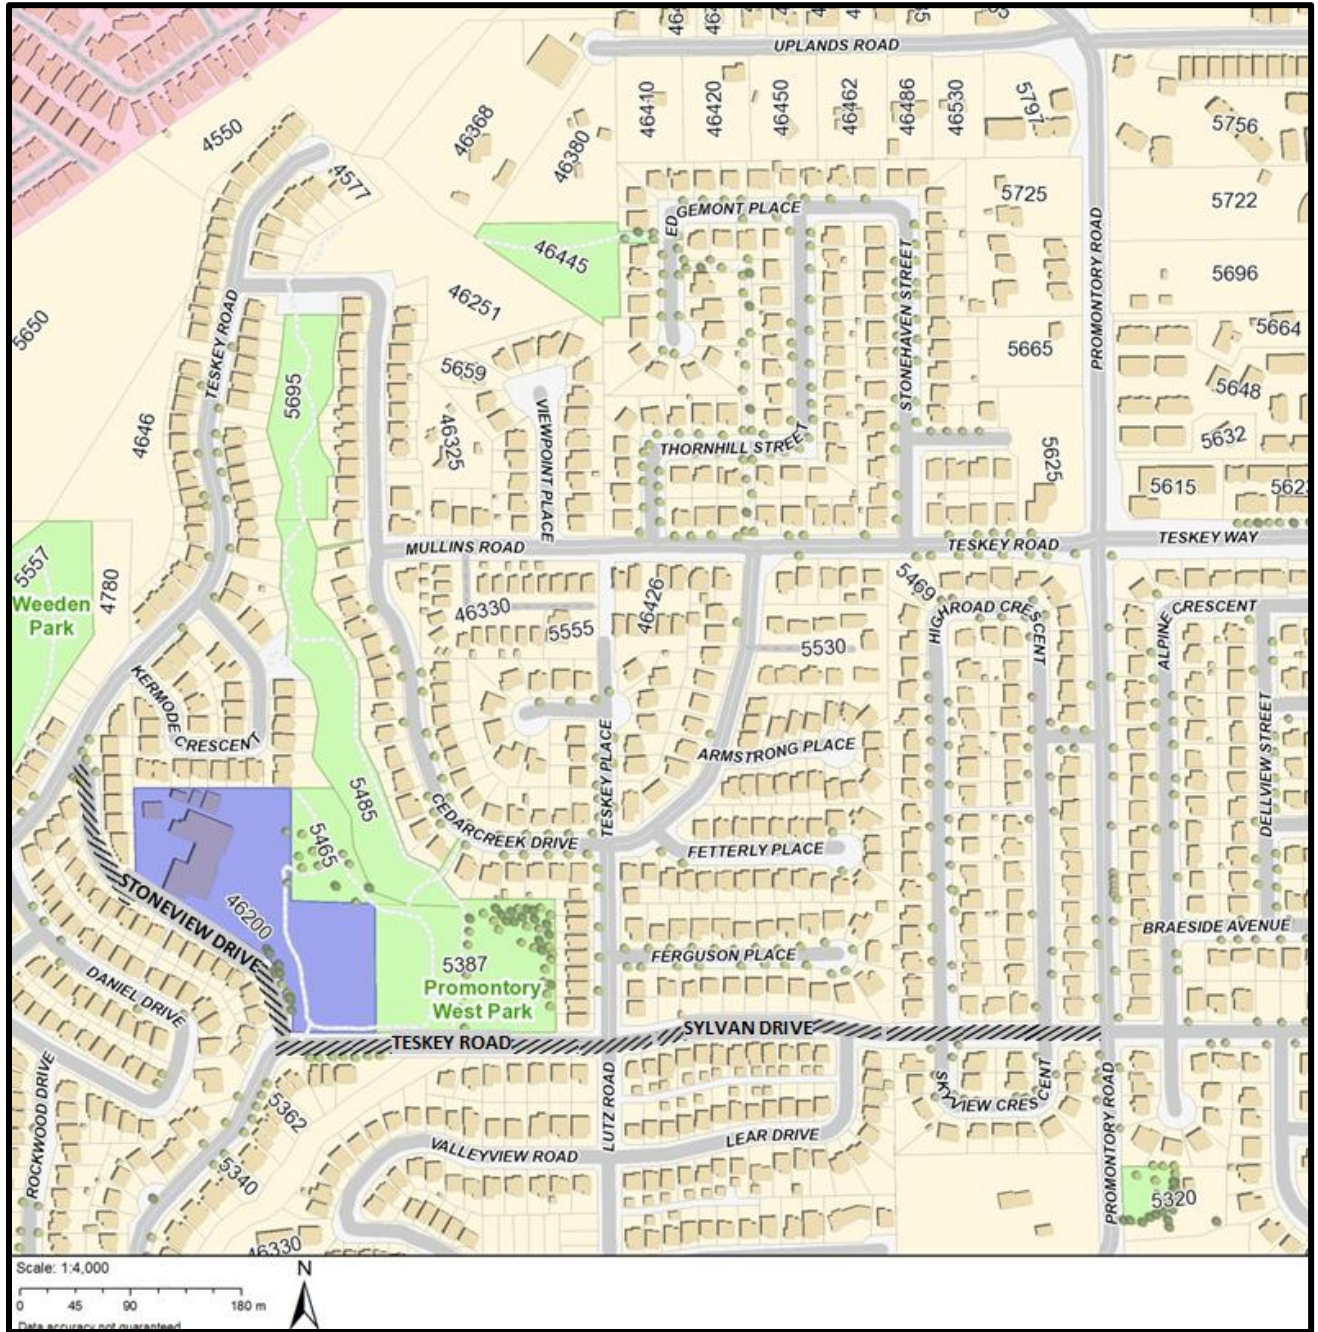 UPLANDS ROAD
4550
46368
46380
46410
46420
46450
46462
46486
46530
5797
5756
4577
5725
5722
EDGEMONT PLACE
46445
STONEHAVEN STREET
PROMONTORY ROAD
5696
5650
TESKEY ROAD
46251
5664
5665
5659
5648
5695
4646
46325
VIEWPOINT PLACE
THORNHILL STREET
5632
5625
5615
562
MULLINS ROAD
TESKEY ROAD
TESKEY WAY
5557
Weeden
Park
4780
46330
5555
46426
5530
5469
HIGHROAD CRESCENT
ALPINE CRESCENT
KERMODE CRESCENT
DELLVIEW STREET
ARMSTRONG PLACE
TESKEY PLACE
5485
5465
CEDARCREEK DRIVE
FETTERLY PLACE
STONEVIEW DRIVE
46200
BRAESIDE AVENUE
FERGUSON PLACE
5387
Promontory
West Park
DANIEL DRIVE
SYLVAN DRIVE
TESKEY ROAD
ROCKWOOD DRIVE
5362
LUTZ ROAD
SKYVIEW CRESCENT
PROMONTORY ROAD
LEAR DRIVE
VALLEYVIEW ROAD
5340
5320
46330
Scale: 1:4,000
N
0 45 90 180 m
Data accuracy not guaranteed